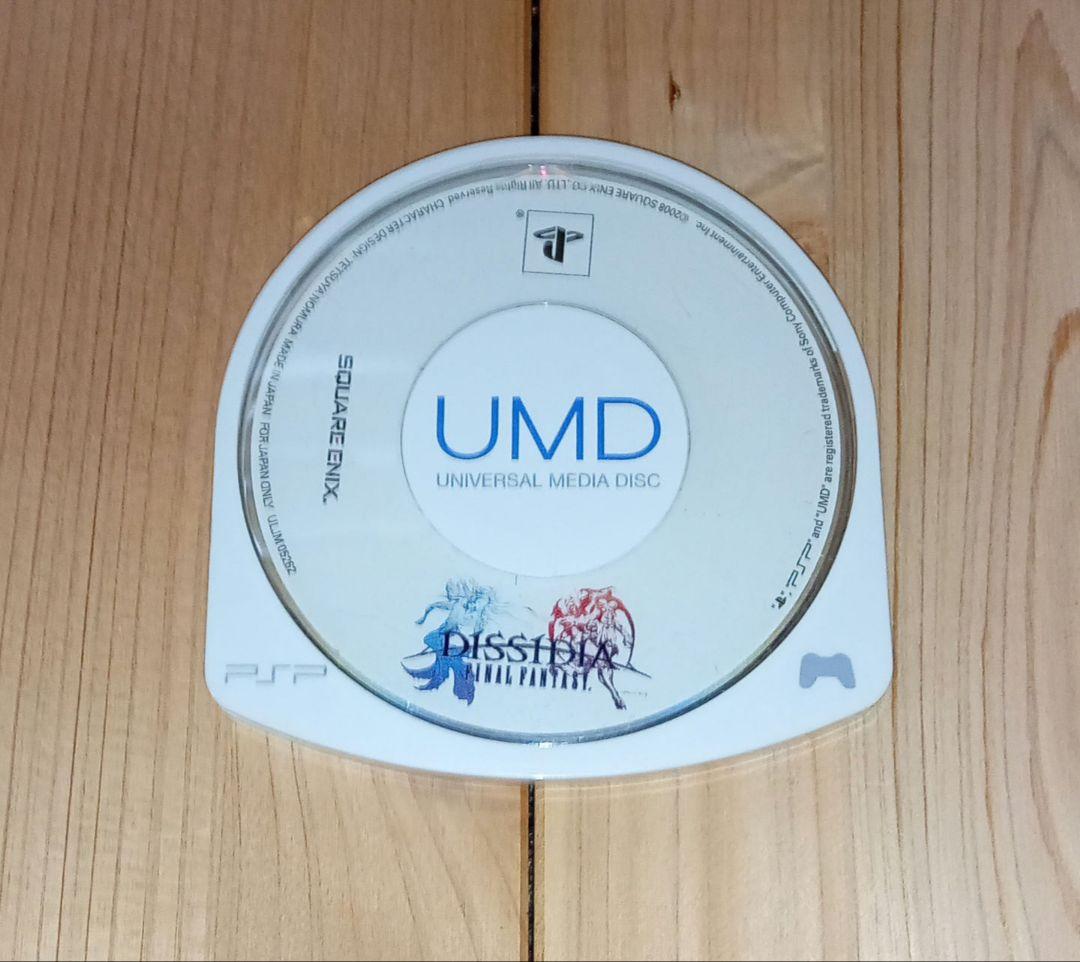 ©2008 SQUARE ENIX CO., LTD. All Rights Reserved CHARACTER DESIGN: TETSUYA NOMURA MADE IN JAPAN FOR JAPAN ONLY ULJM 05262
SQUARE ENIX.
UMD
UNIVERSAL MEDIA DISC
" ", "PSP" and "UMD" are registered trademarks of Sony Computer Entertainment Inc.
DISSIDIA
FINAL FANTASY®
PSP